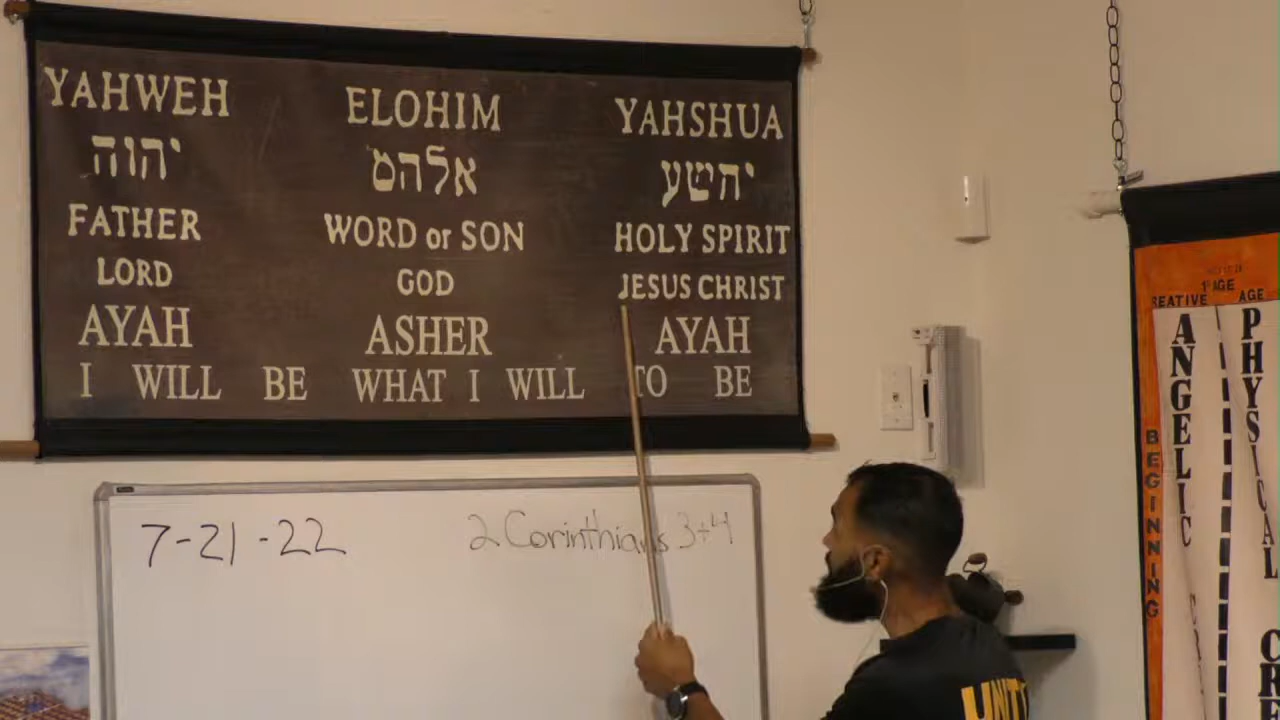 YAHWEH ELOHIM YAHSHUA
יהוה אלהם יהשע
FATHER WORD or SON HOLY SPIRIT
LORD GOD JESUS CHRIST
AYAH ASHER AYAH
I WILL BE WHAT I WILL TO BE
7-21-22 2 Corinthians 3+4
1st AGE
REATIVE AGE
ANGELIC
PHYSICAL
BEGINNING
UNIT